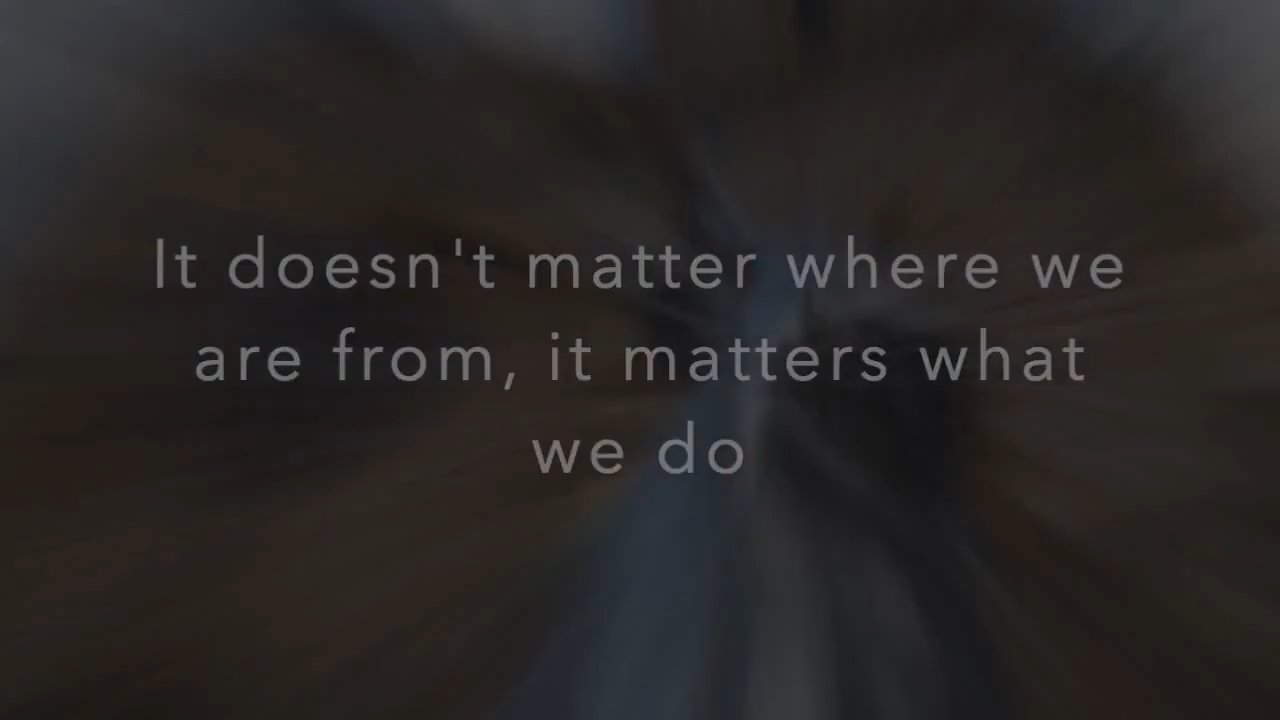 It doesn't matter where we
are from, it matters what
we do